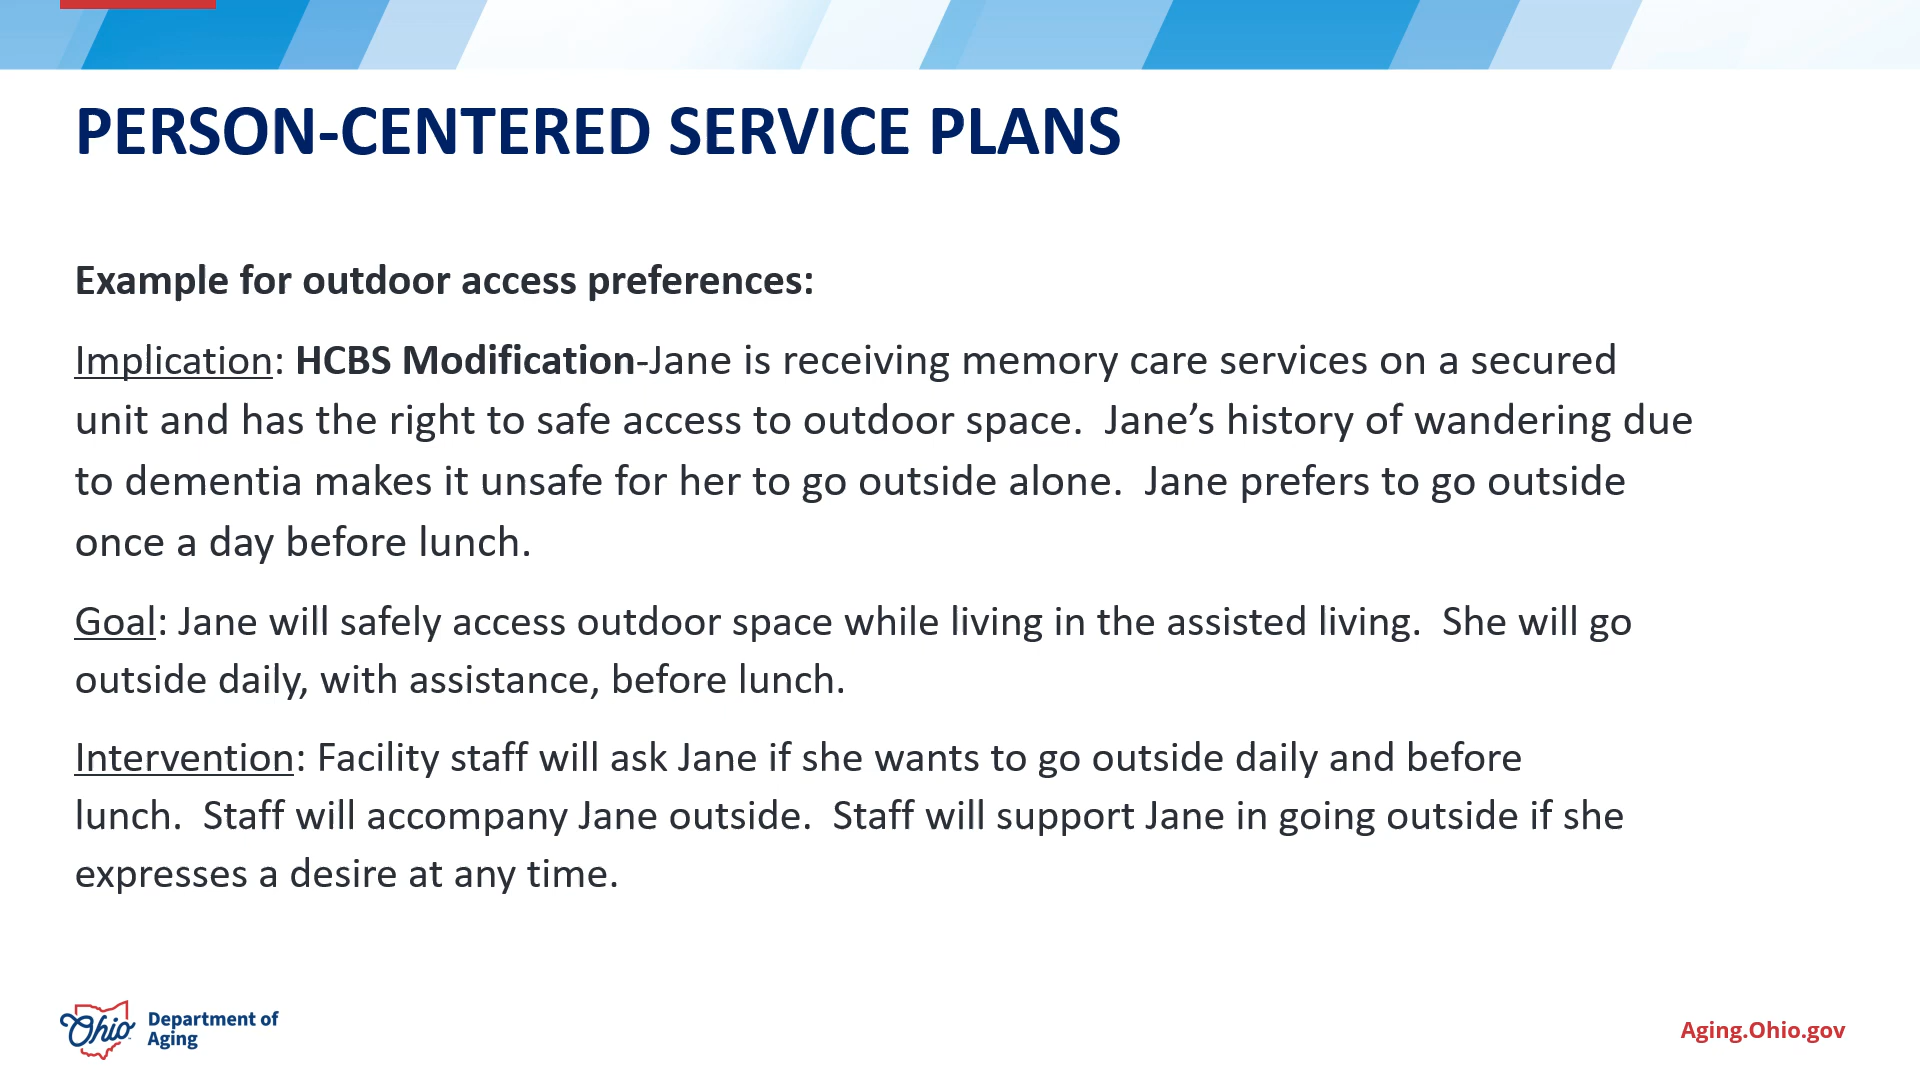 PERSON-CENTERED SERVICE PLANS
Example for outdoor access preferences:
Implication: HCBS Modification-Jane is receiving memory care services on a secured
unit and has the right to safe access to outdoor space.  Jane’s history of wandering due
to dementia makes it unsafe for her to go outside alone.  Jane prefers to go outside
once a day before lunch.
Goal: Jane will safely access outdoor space while living in the assisted living.  She will go
outside daily, with assistance, before lunch.
Intervention: Facility staff will ask Jane if she wants to go outside daily and before
lunch.  Staff will accompany Jane outside.  Staff will support Jane in going outside if she
expresses a desire at any time.
Ohio
Department of
Aging
Aging.Ohio.gov